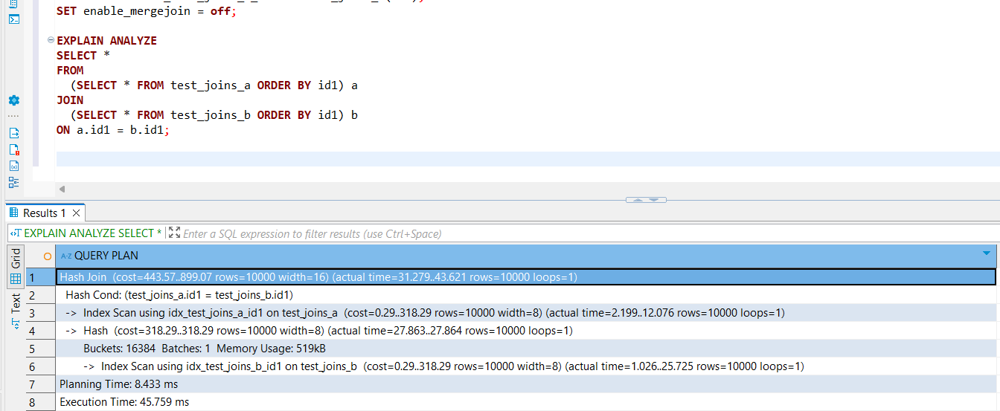 SET enable_mergejoin = off;
EXPLAIN ANALYZE
SELECT *
FROM
(SELECT * FROM test_joins_a ORDER BY id1) a
JOIN
(SELECT * FROM test_joins_b ORDER BY id1) b
ON a.id1 = b.id1;
Results 1
EXPLAIN ANALYZE SELECT * Enter a SQL expression to filter results (use Ctrl+Space)
Grid
Text
A-Z QUERY PLAN
1 Hash Join (cost=443.57..899.07 rows=10000 width=16) (actual time=31.279..43.621 rows=10000 loops=1)
2 Hash Cond: (test_joins_a.id1 = test_joins_b.id1)
3 -> Index Scan using idx_test_joins_a_id1 on test_joins_a (cost=0.29..318.29 rows=10000 width=8) (actual time=2.199..12.076 rows=10000 loops=1)
4 -> Hash (cost=318.29..318.29 rows=10000 width=8) (actual time=27.863..27.864 rows=10000 loops=1)
5 Buckets: 16384 Batches: 1 Memory Usage: 519kB
6 -> Index Scan using idx_test_joins_b_id1 on test_joins_b (cost=0.29..318.29 rows=10000 width=8) (actual time=1.026..25.725 rows=10000 loops=1)
7 Planning Time: 8.433 ms
8 Execution Time: 45.759 ms